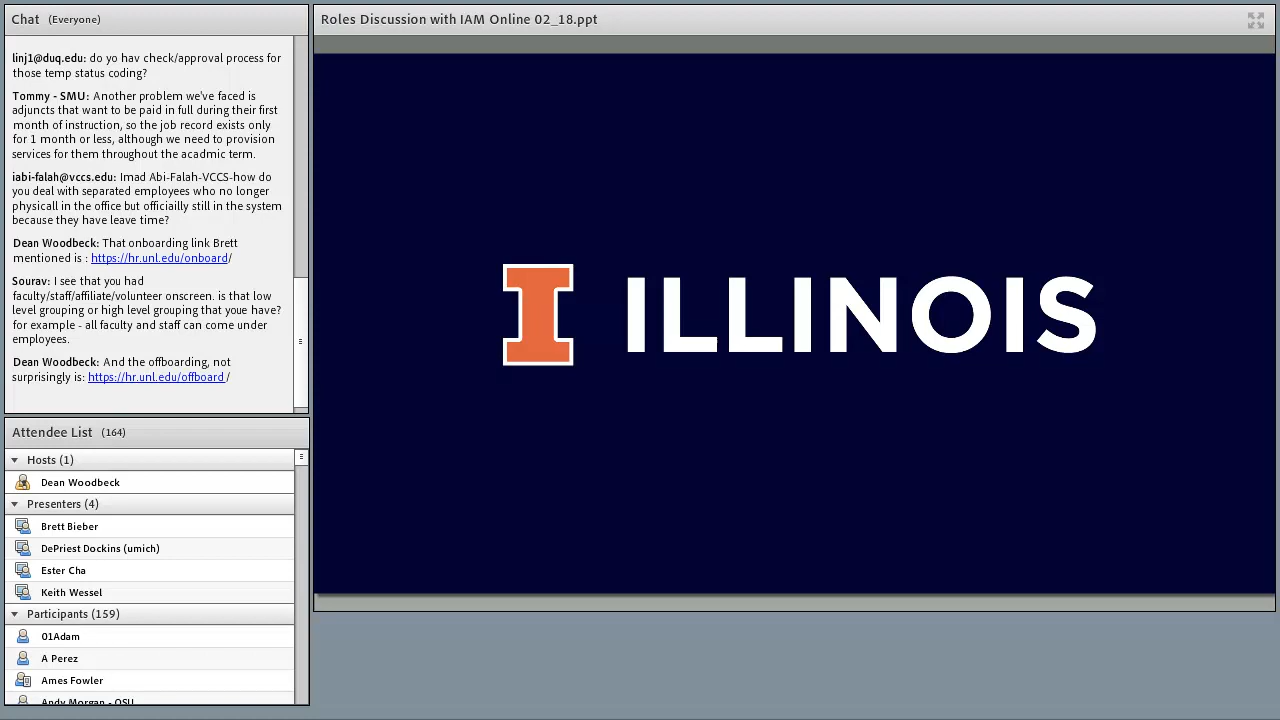 Chat (Everyone)
linj1@duq.edu: do yo hav check/approval process for
those temp status coding?
Tommy - SMU: Another problem we've faced is
adjuncts that want to be paid in full during their first
month of instruction, so the job record exists only
for 1 month or less, although we need to provision
services for them throughout the acadmic term.
iabi-falah@vccs.edu: Imad Abi-Falah-VCCS-how do
you deal with separated employees who no longer
physicall in the office but officiailly still in the system
because they have leave time?
Dean Woodbeck: That onboarding link Brett
mentioned is : https://hr.unl.edu/onboard/
Sourav: I see that you had
faculty/staff/affiliate/volunteer onscreen. is that low
level grouping or high level grouping that youe have?
for example - all faculty and staff can come under
employees.
Dean Woodbeck: And the offboarding, not
surprisingly is: https://hr.unl.edu/offboard /
Attendee List (164)
Hosts (1)
Dean Woodbeck
Presenters (4)
Brett Bieber
DePriest Dockins (umich)
Ester Cha
Keith Wessel
Participants (159)
01Adam
A Perez
Ames Fowler
Andy Morgan - OSU
Roles Discussion with IAM Online 02_18.ppt
I ILLINOIS